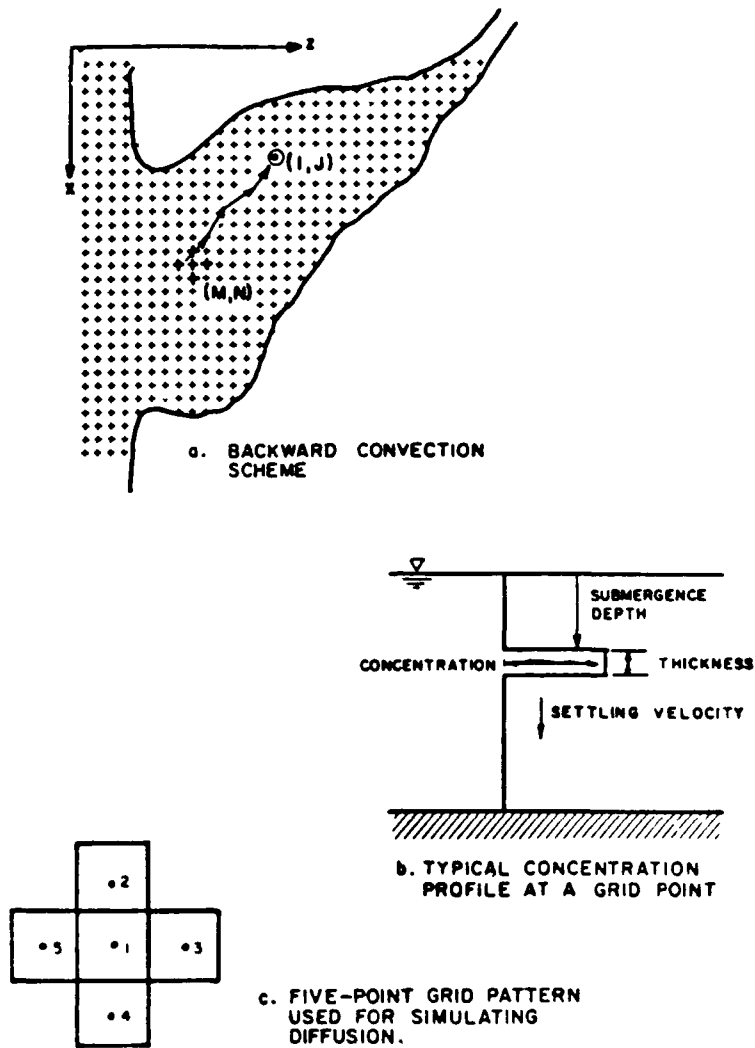 z
x
(I,J)
(M,N)
a. BACKWARD CONVECTION
SCHEME
SUBMERGENCE
DEPTH
CONCENTRATION
THICKNESS
SETTLING VELOCITY
b. TYPICAL CONCENTRATION
PROFILE AT A GRID POINT
2
5
1
3
4
c. FIVE-POINT GRID PATTERN
USED FOR SIMULATING
DIFFUSION.